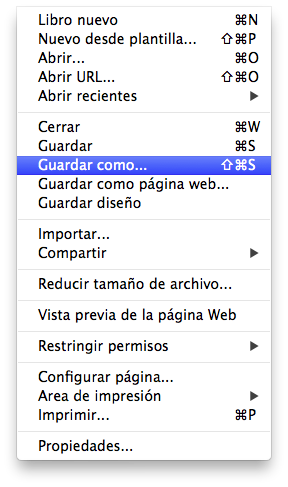 Libro nuevo ⌘N
Nuevo desde plantilla... ⇧⌘P
Abrir... ⌘O
Abrir URL... ⇧⌘O
Abrir recientes ▶
Cerrar ⌘W
Guardar ⌘S
Guardar como... ⇧⌘S
Guardar como página web...
Guardar diseño
Importar...
Compartir ▶
Reducir tamaño de archivo...
Vista previa de la página Web
Restringir permisos ▶
Configurar página...
Area de impresión ▶
Imprimir... ⌘P
Propiedades...